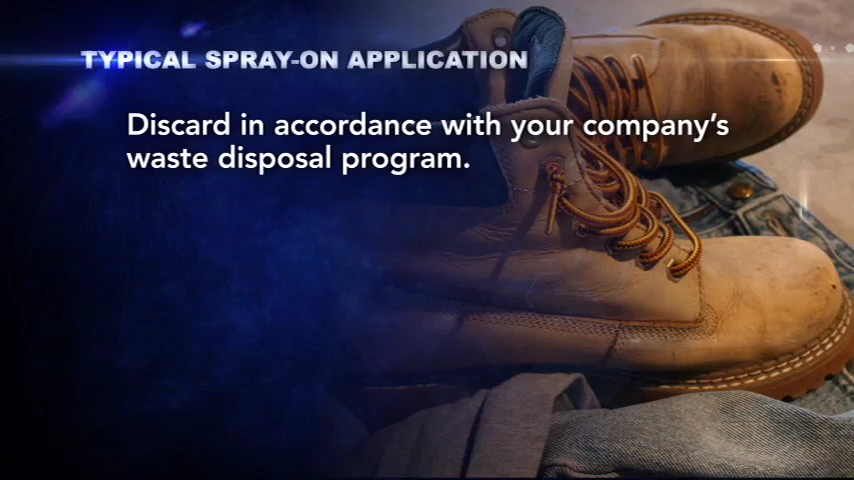 TYPICAL SPRAY-ON APPLICATION
Discard in accordance with your company's
waste disposal program.